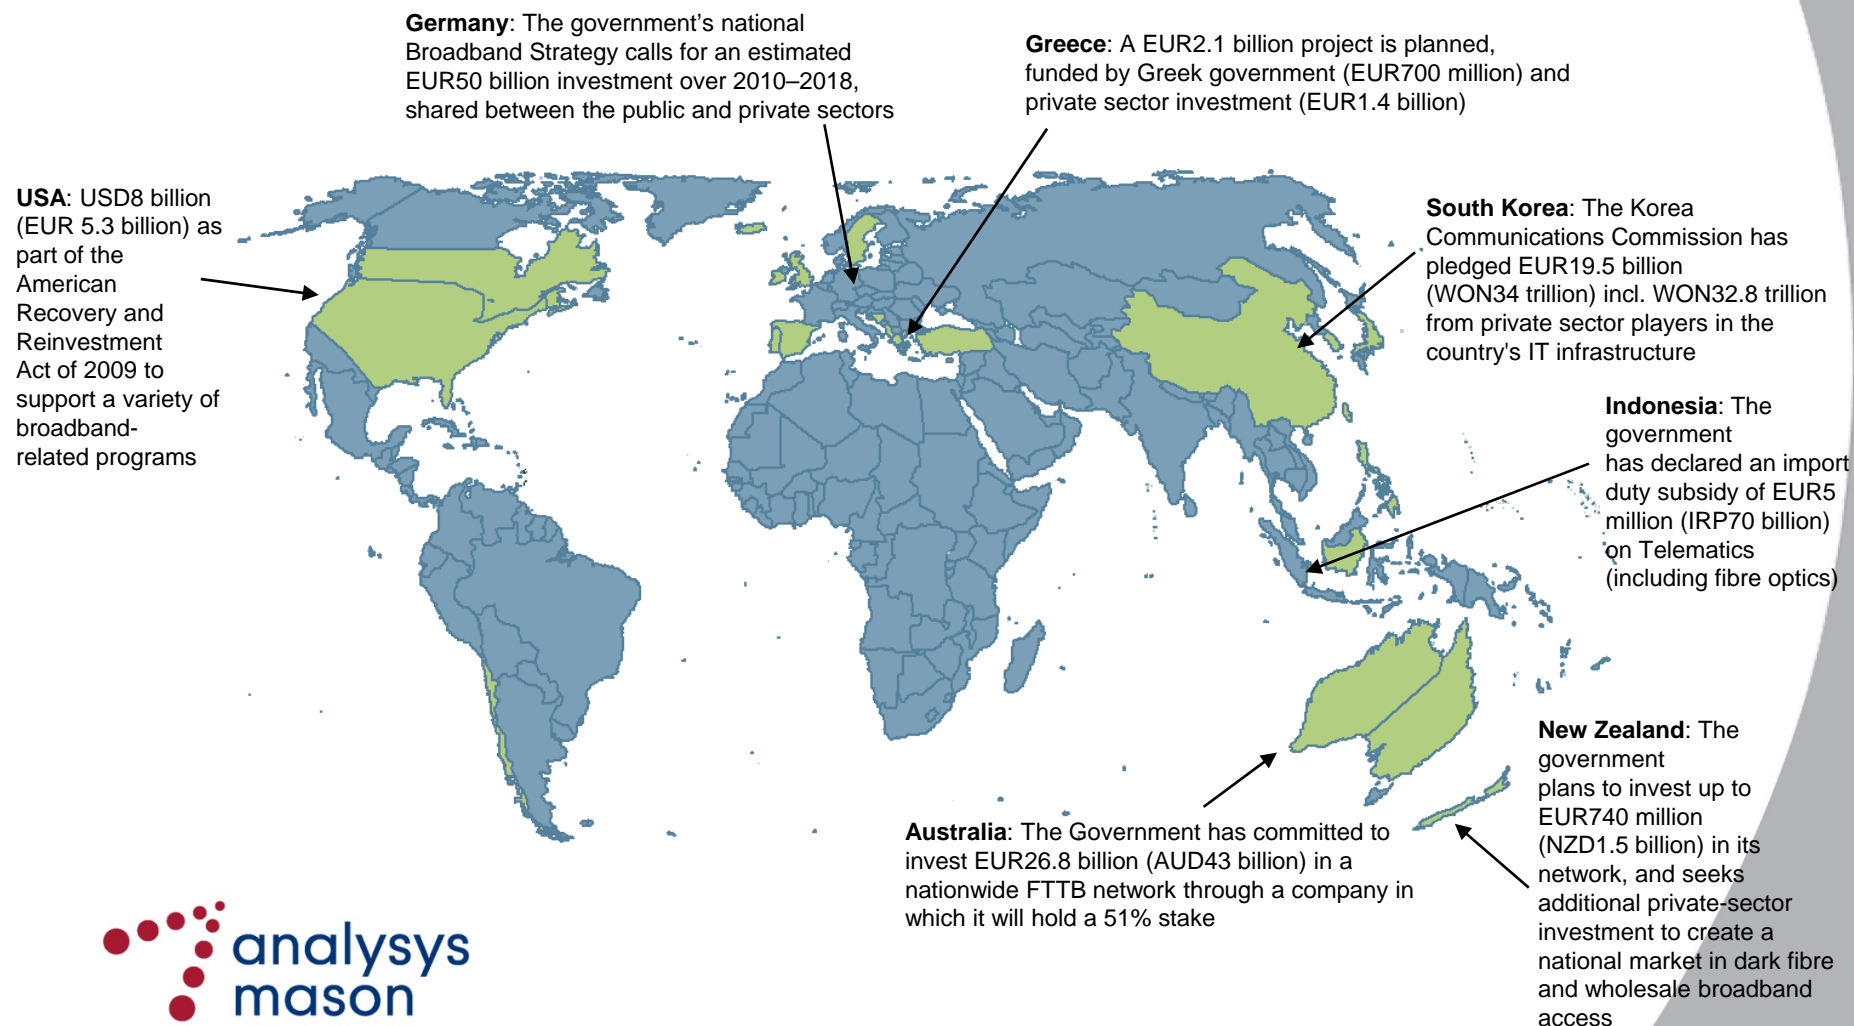 Germany: The government's national
Broadband Strategy calls for an estimated
EUR50 billion investment over 2010–2018,
shared between the public and private sectors
Greece: A EUR2.1 billion project is planned,
funded by Greek government (EUR700 million) and
private sector investment (EUR1.4 billion)
USA: USD8 billion
(EUR 5.3 billion) as
part of the
American
Recovery and
Reinvestment
Act of 2009 to
support a variety of
broadband-
related programs
South Korea: The Korea
Communications Commission has
pledged EUR19.5 billion
(WON34 trillion) incl. WON32.8 trillion
from private sector players in the
country's IT infrastructure
Indonesia: The
government
has declared an import
duty subsidy of EUR5
million (IRP70 billion)
on Telematics
(including fibre optics)
New Zealand: The
government
plans to invest up to
EUR740 million
(NZD1.5 billion) in its
network, and seeks
additional private-sector
investment to create a
national market in dark fibre
and wholesale broadband
access
Australia: The Government has committed to
invest EUR26.8 billion (AUD43 billion) in a
nationwide FTTB network through a company in
which it will hold a 51% stake
analysys
mason